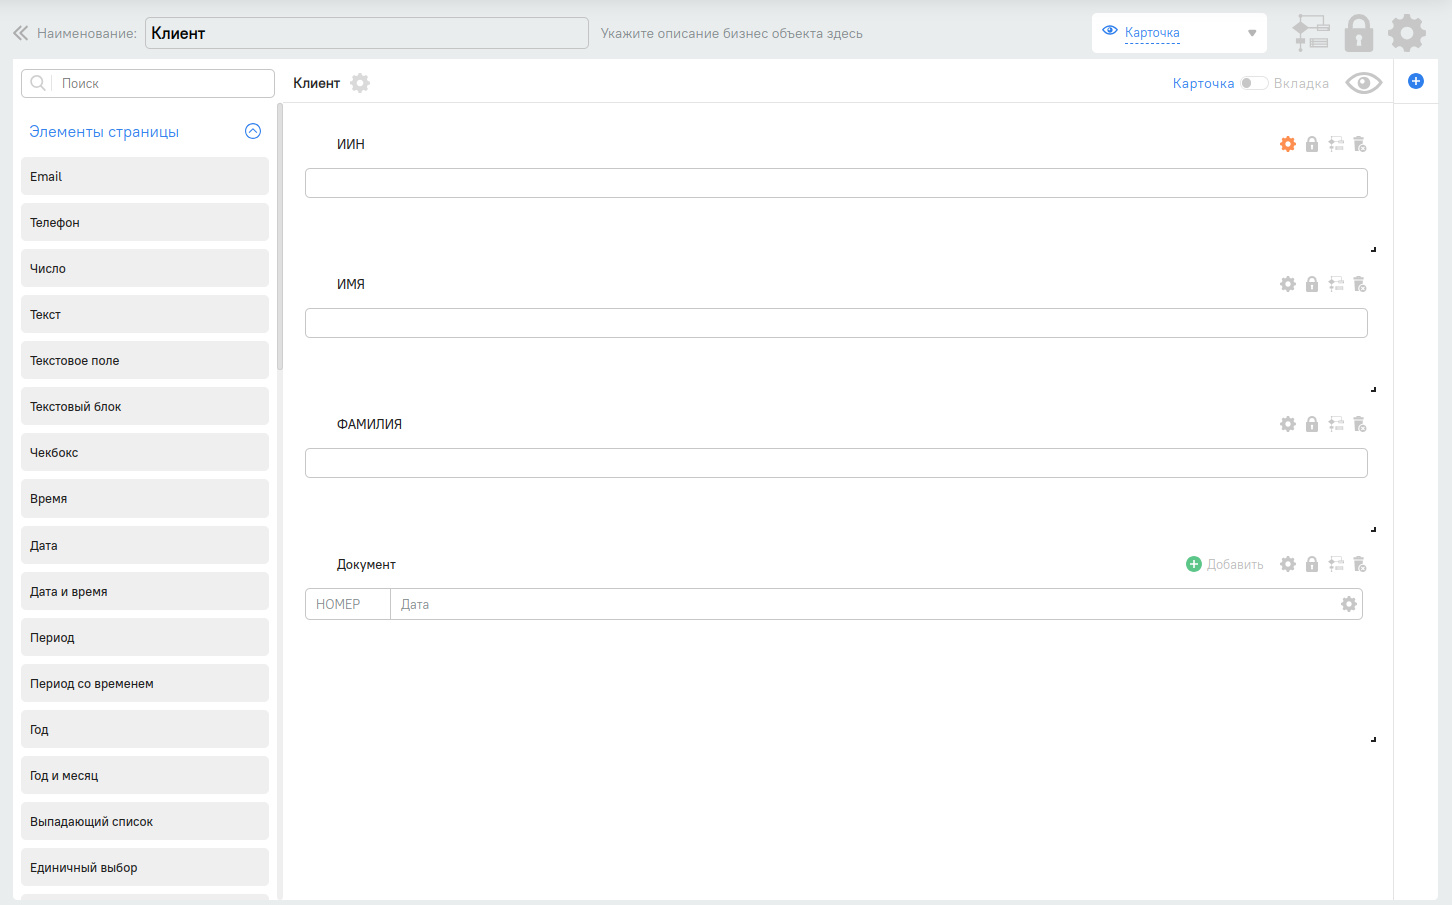 Наименование: Клиент Укажите описание бизнес объекта здесь Карточка
Поиск
Клиент Карточка Вкладка
Элементы страницы
Email
Телефон
Число
Текст
Текстовое поле
Текстовый блок
Чекбокс
Время
Дата
Дата и время
Период
Период со временем
Год
Год и месяц
Выпадающий список
Единичный выбор
ИИН
ИМЯ
ФАМИЛИЯ
Документ Добавить
НОМЕР Дата